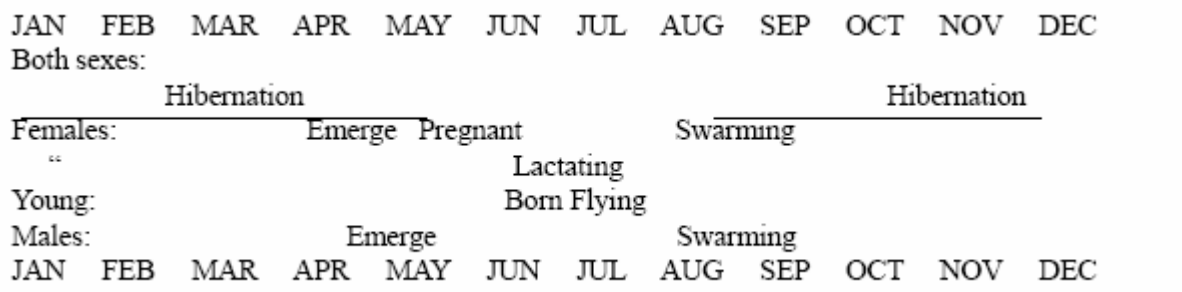 JAN FEB MAR APR MAY JUN JUL AUG SEP OCT NOV DEC
Both sexes:
Hibernation Hibernation
Females: Emerge Pregnant Swarming
“ Lactating
Young: Born Flying
Males: Emerge Swarming
JAN FEB MAR APR MAY JUN JUL AUG SEP OCT NOV DEC